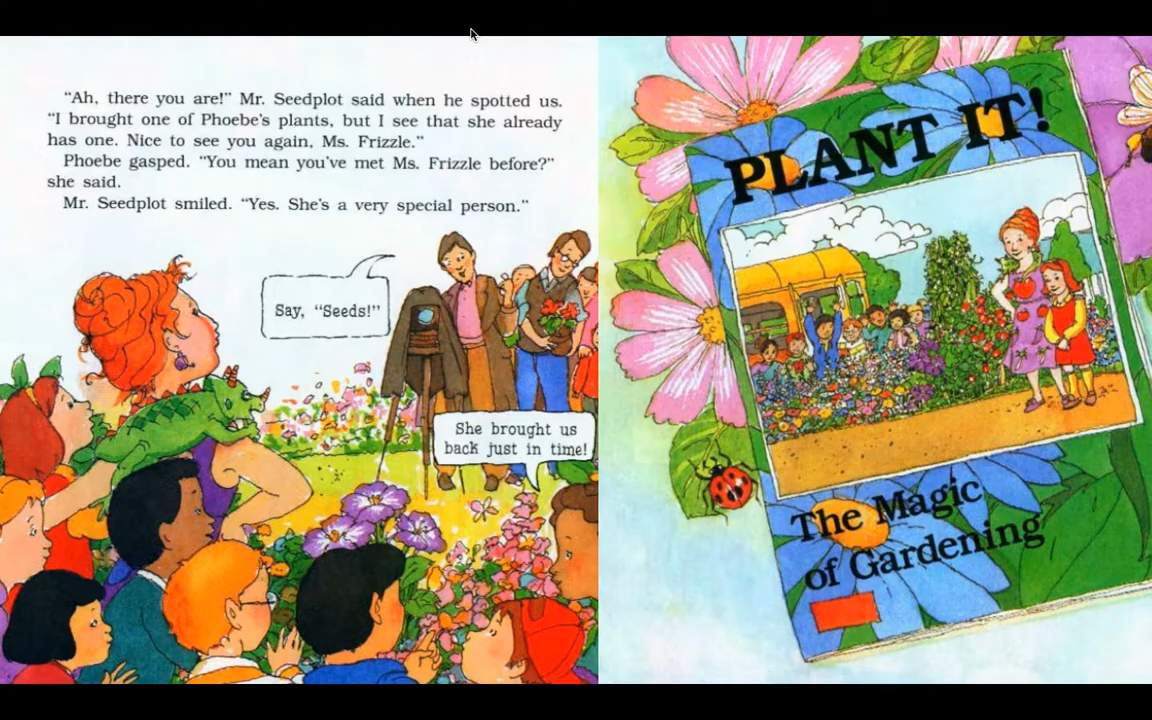 “Ah, there you are!” Mr. Seedplot said when he spotted us.
“I brought one of Phoebe’s plants, but I see that she already
has one. Nice to see you again, Ms. Frizzle.”
Phoebe gasped. “You mean you’ve met Ms. Frizzle before?”
she said.
Mr. Seedplot smiled. “Yes. She’s a very special person.”
Say, “Seeds!”
She brought us
back just in time!
PLANT IT!
The Magic
of Gardening